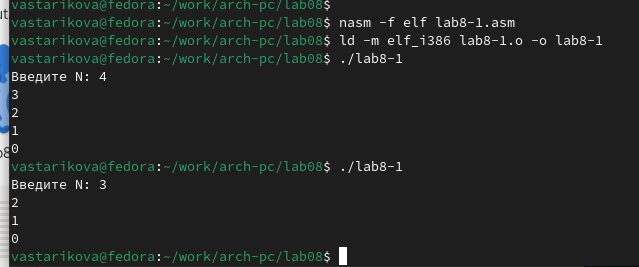 vastarikova@fedora:~/work/arch-pc/lab08$
vastarikova@fedora:~/work/arch-pc/lab08$ nasm -f elf lab8-1.asm
vastarikova@fedora:~/work/arch-pc/lab08$ ld -m elf_i386 lab8-1.o -o lab8-1
vastarikova@fedora:~/work/arch-pc/lab08$ ./lab8-1
Введите N: 4
3
2
1
0
vastarikova@fedora:~/work/arch-pc/lab08$ ./lab8-1
Введите N: 3
2
1
0
vastarikova@fedora:~/work/arch-pc/lab08$